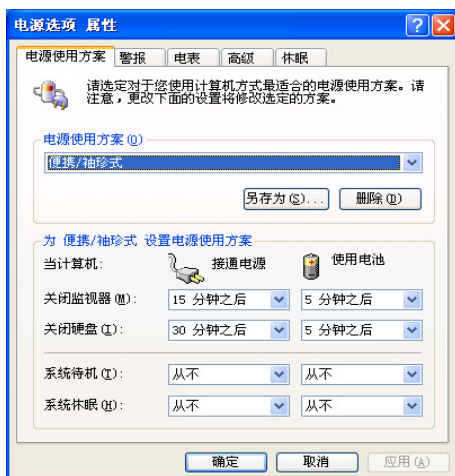 电源选项 属性
电源使用方案 警报 电表 高级 休眠
请选定对于您使用计算机方式最适合的电源使用方案。请
注意，更改下面的设置将修改选定的方案。
电源使用方案(O)
便携/袖珍式
另存为(S)... 删除(D)
为 便携/袖珍式 设置电源使用方案
当计算机: 接通电源 使用电池
关闭监视器(M): 15 分钟之后 5 分钟之后
关闭硬盘(I): 30 分钟之后 5 分钟之后
系统待机(T): 从不 从不
系统休眠(H): 从不 从不
确定 取消 应用(A)